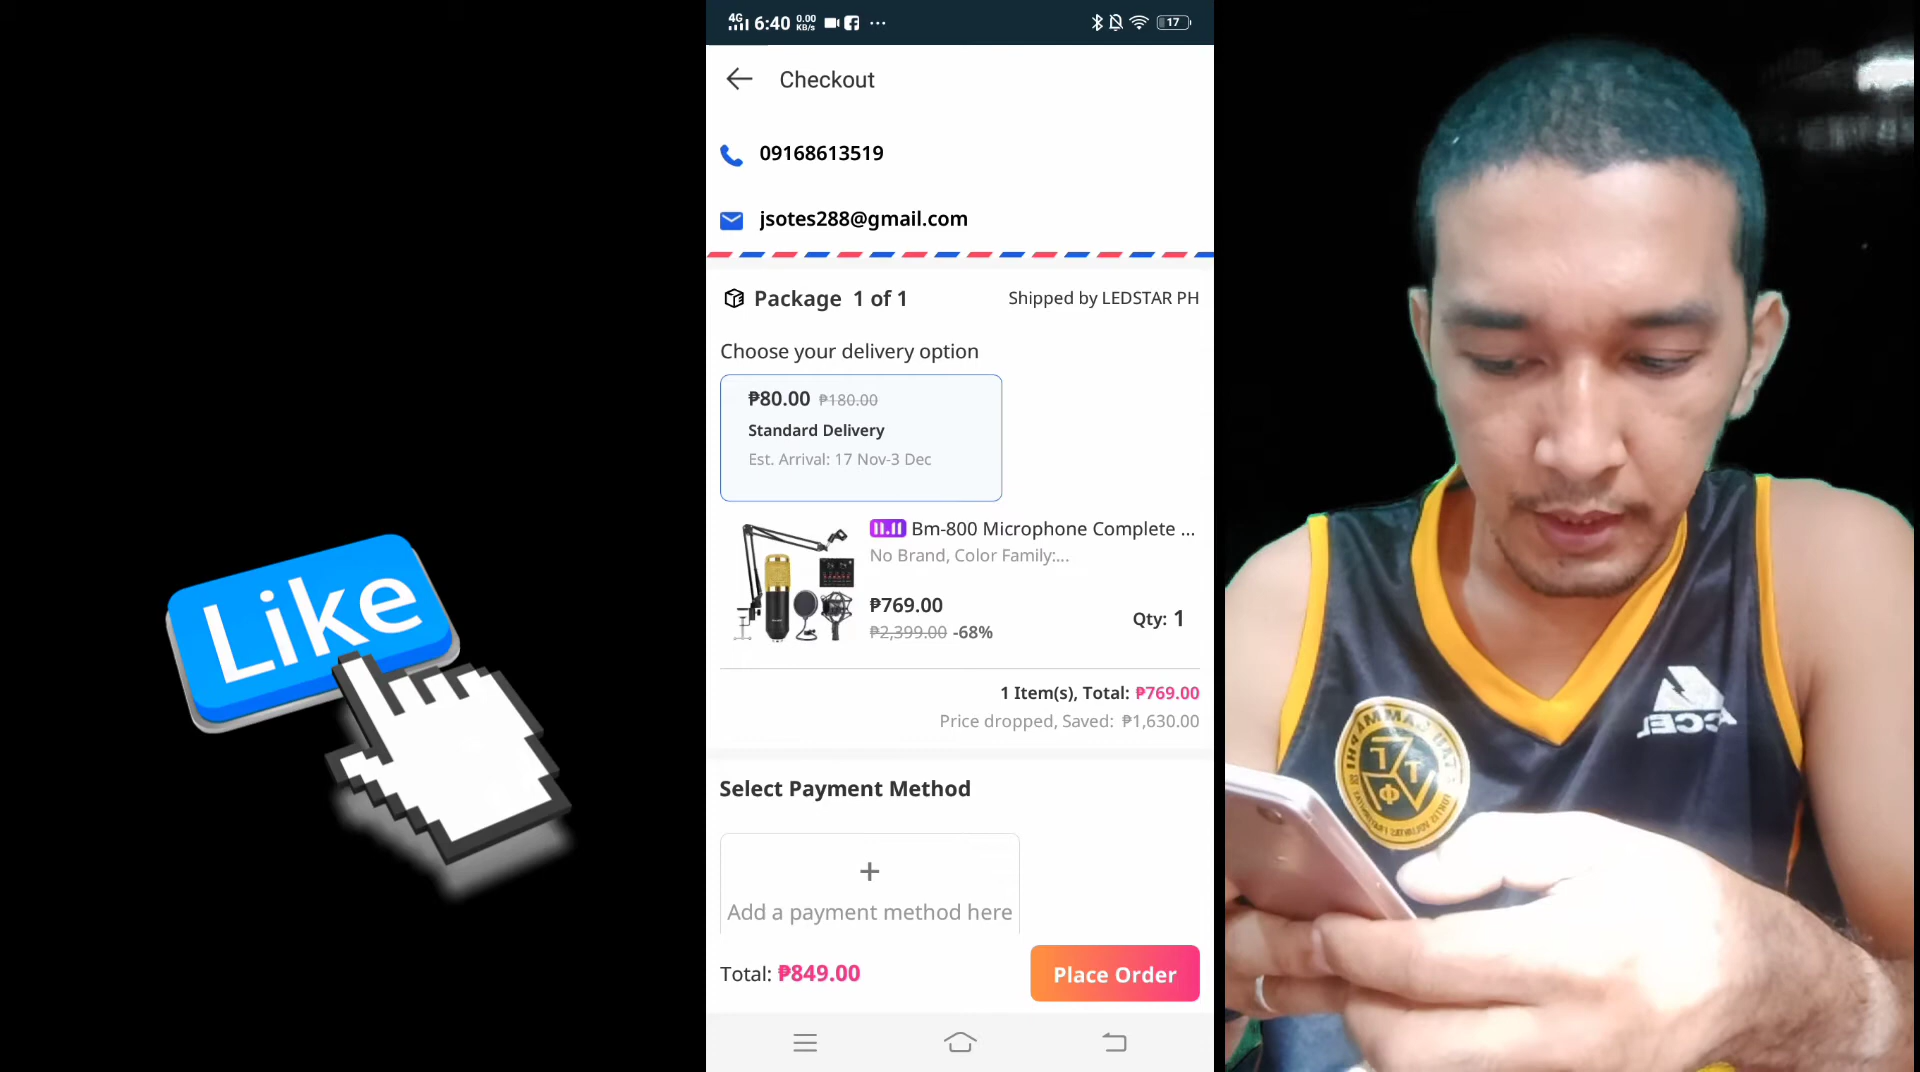 Like
4G 6:40 0.00 KB/s ... 17
Checkout
09168613519
jsotes288@gmail.com
Package 1 of 1
Shipped by LEDSTAR PH
Choose your delivery option
₱80.00 ₱180.00
Standard Delivery
Est. Arrival: 17 Nov-3 Dec
11.11 Bm-800 Microphone Complete ...
No Brand, Color Family:...
₱769.00
₱2,399.00 -68%
Qty: 1
1 Item(s), Total: ₱769.00
Price dropped, Saved: ₱1,630.00
Select Payment Method
+
Add a payment method here
Total: ₱849.00
Place Order
ACCEL